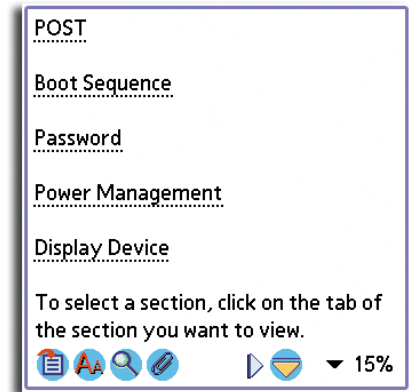 POST
Boot Sequence
Password
Power Management
Display Device
To select a section, click on the tab of
the section you want to view.
AA 15%